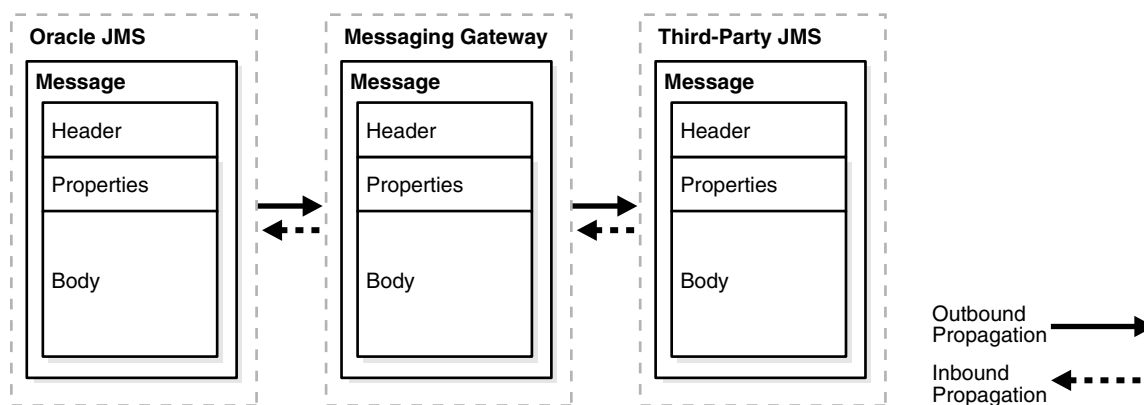 Oracle JMS
Message
Header
Properties
Body
Messaging Gateway
Message
Header
Properties
Body
Third-Party JMS
Message
Header
Properties
Body
Outbound
Propagation
Inbound
Propagation